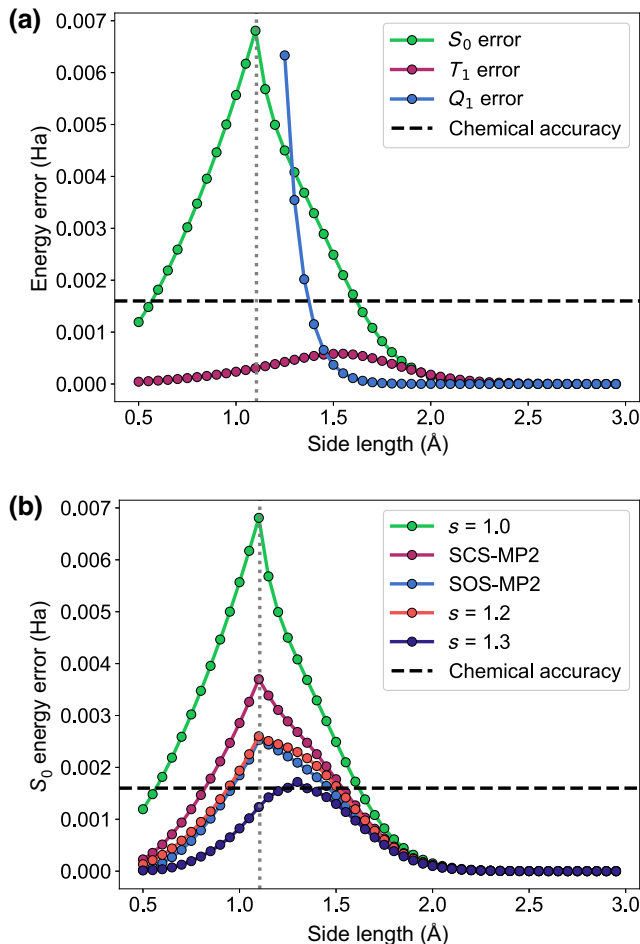 (a)
0.007
0.006
0.005
0.004
0.003
0.002
0.001
0.000
Energy error (Ha)
S₀ error
T₁ error
Q₁ error
Chemical accuracy
0.5 1.0 1.5 2.0 2.5 3.0
Side length (Å)
(b)
0.007
0.006
0.005
0.004
0.003
0.002
0.001
0.000
S₀ energy error (Ha)
s = 1.0
SCS-MP2
SOS-MP2
s = 1.2
s = 1.3
Chemical accuracy
0.5 1.0 1.5 2.0 2.5 3.0
Side length (Å)